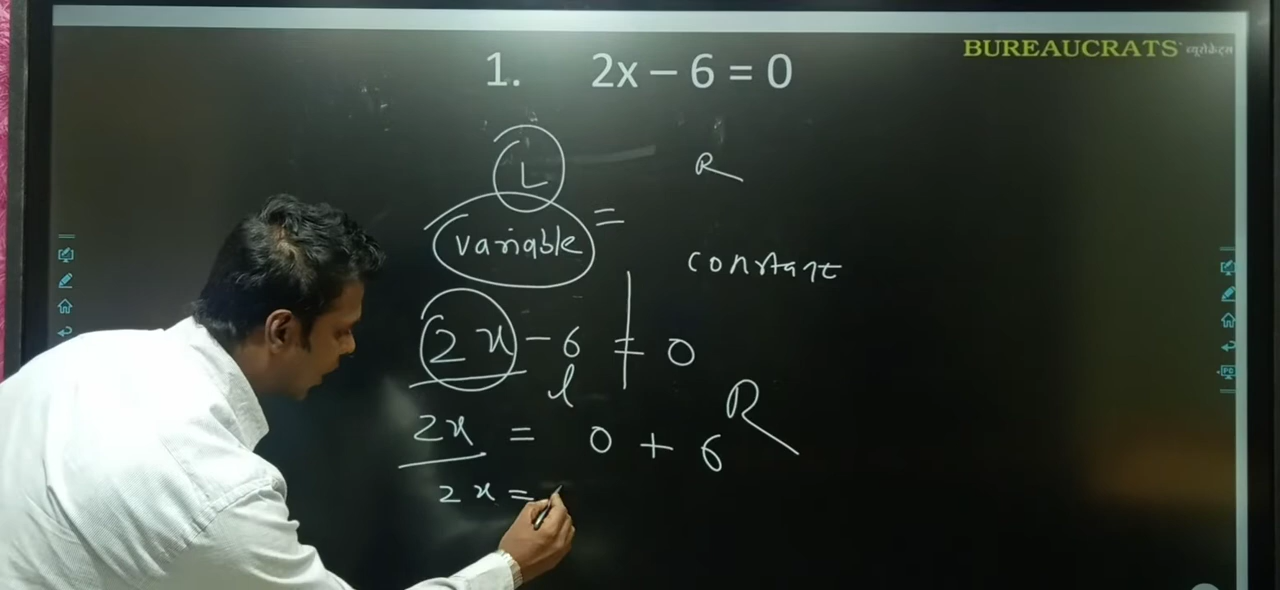 BUREAUCRATS ब्यूरोक्रेट्स
1. 2x – 6 = 0
L R
variable =
constant
2x - 6 = 0
l R
2x = 0 + 6
2x =